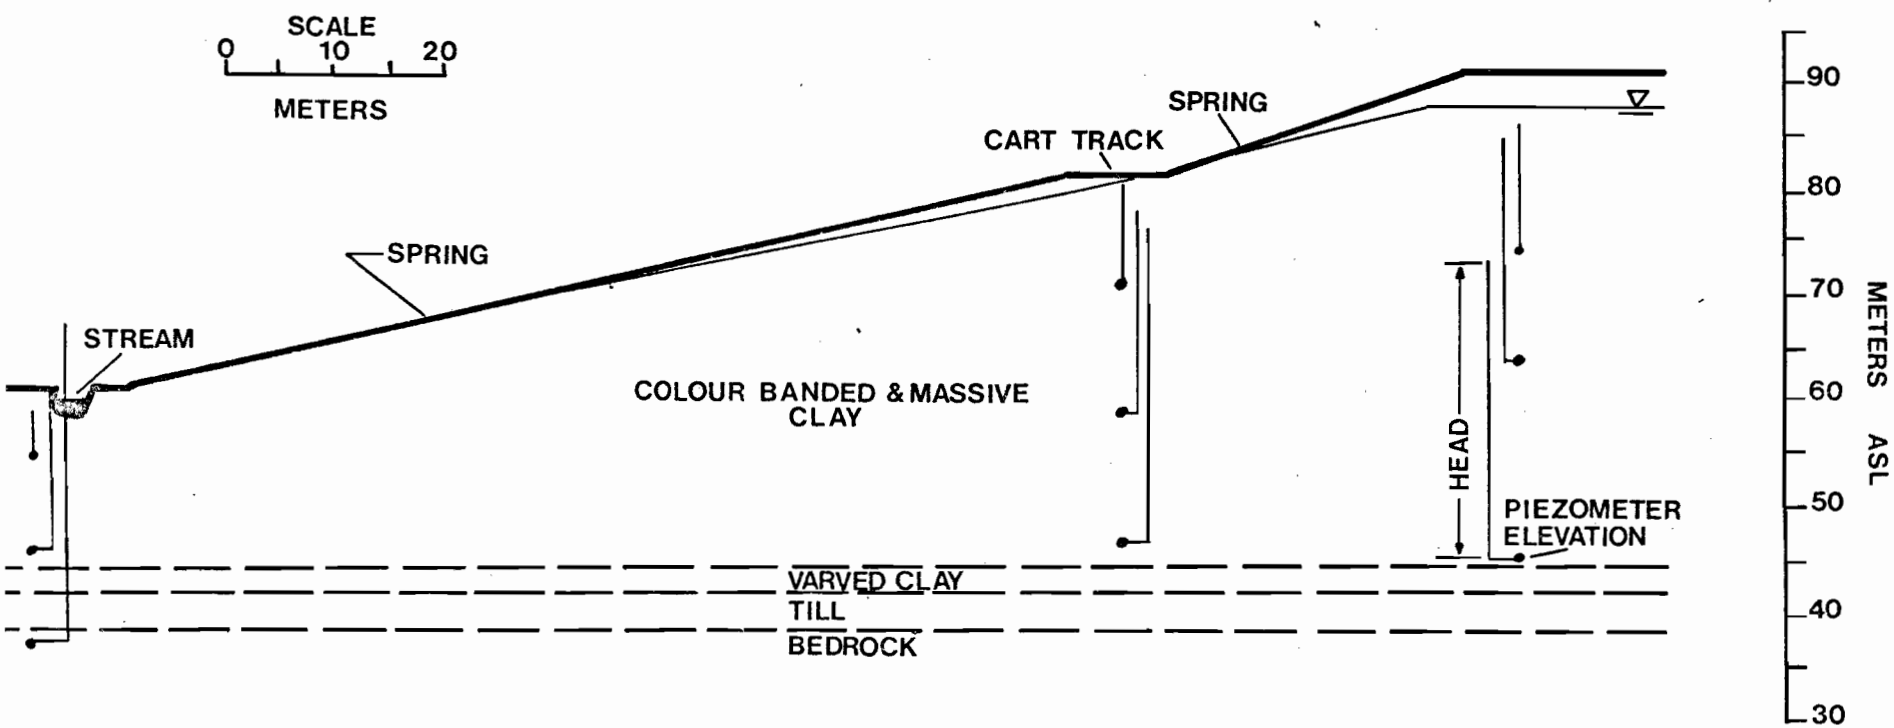 SCALE
0 10 20
METERS
SPRING
CART TRACK
SPRING
STREAM
COLOUR BANDED & MASSIVE
CLAY
HEAD
PIEZOMETER
ELEVATION
VARVED CLAY
TILL
BEDROCK
90
80
70
60
50
40
30
METERS ASL